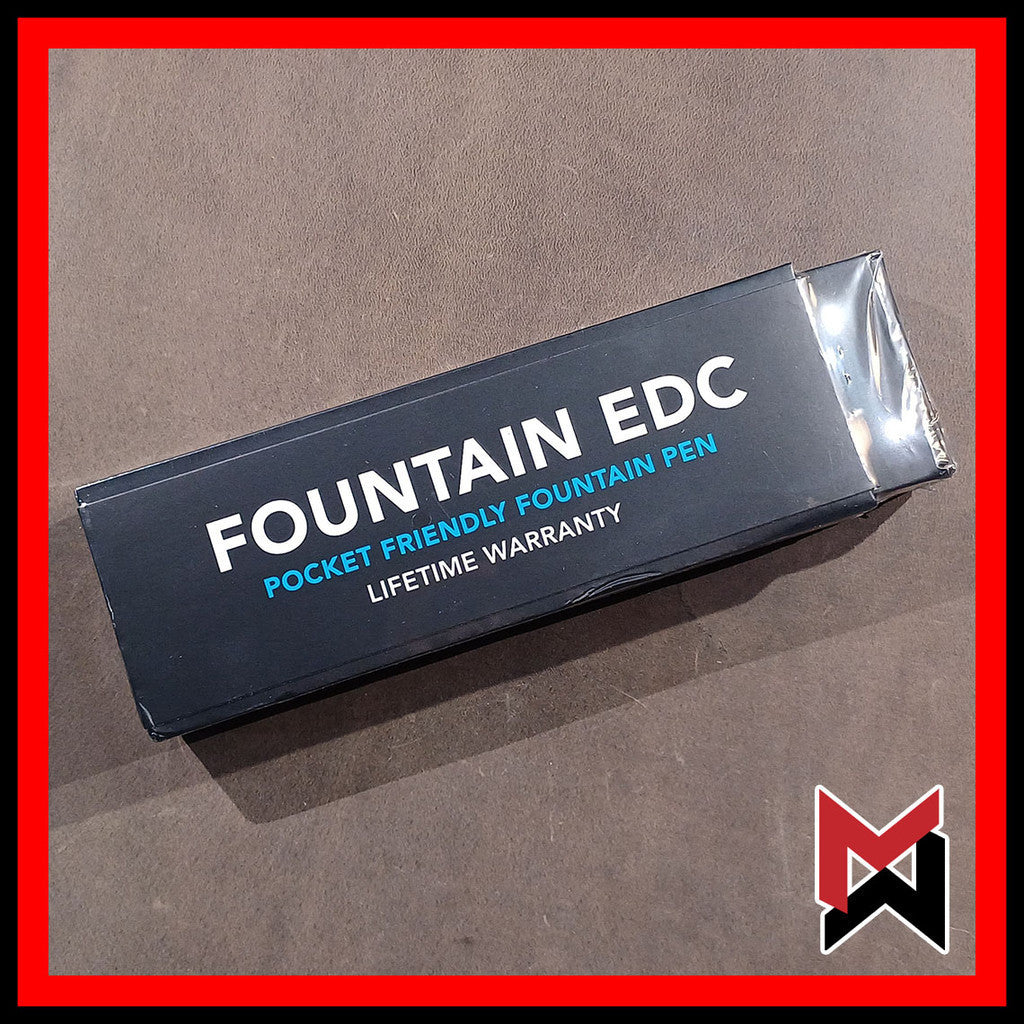 FOUNTAIN EDC
POCKET FRIENDLY FOUNTAIN PEN
LIFETIME WARRANTY